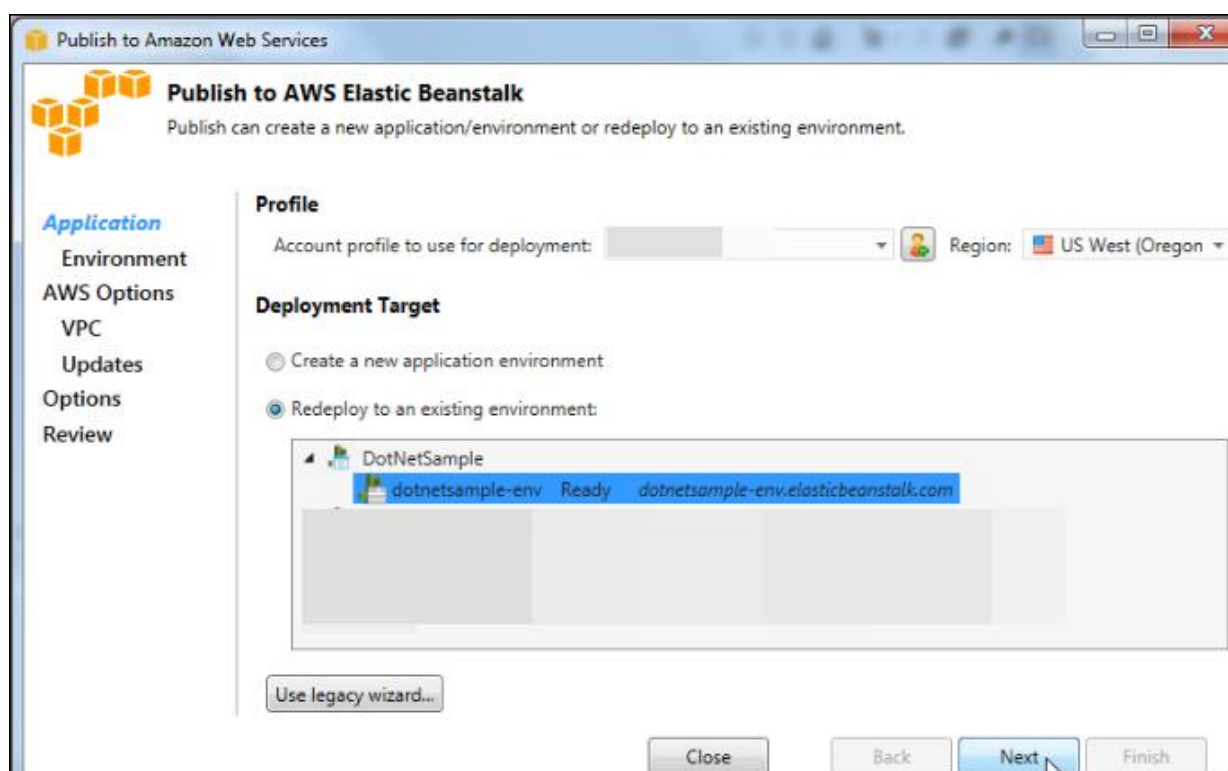 Publish to Amazon Web Services
Publish to AWS Elastic Beanstalk
Publish can create a new application/environment or redeploy to an existing environment.
Application
Environment
AWS Options
VPC
Updates
Options
Review
Profile
Account profile to use for deployment:
Region: US West (Oregon
Deployment Target
Create a new application environment
Redeploy to an existing environment:
DotNetSample
dotnetsample-env Ready dotnetsample-env.elasticbeanstalk.com
Use legacy wizard...
Close Back Next Finish